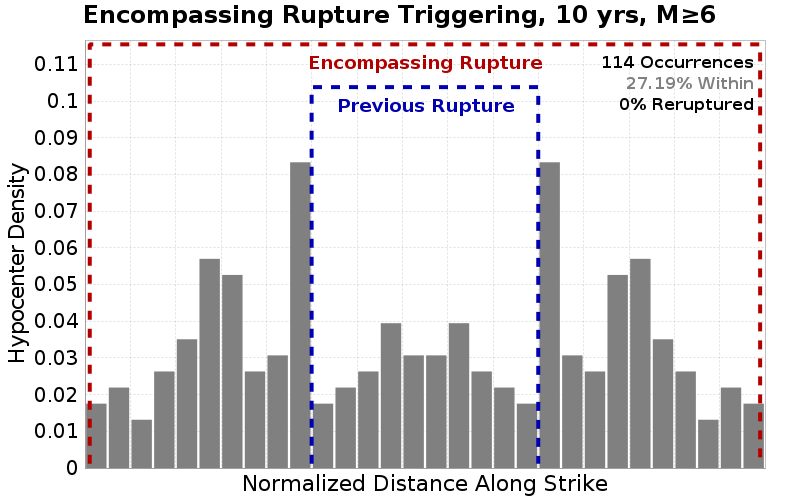 Encompassing Rupture Triggering, 10 yrs, M≥6
Encompassing Rupture
114 Occurrences
27.19% Within
0% Reruptured
Previous Rupture
Hypocenter Density
0.11
0.1
0.09
0.08
0.07
0.06
0.05
0.04
0.03
0.02
0.01
0
Normalized Distance Along Strike